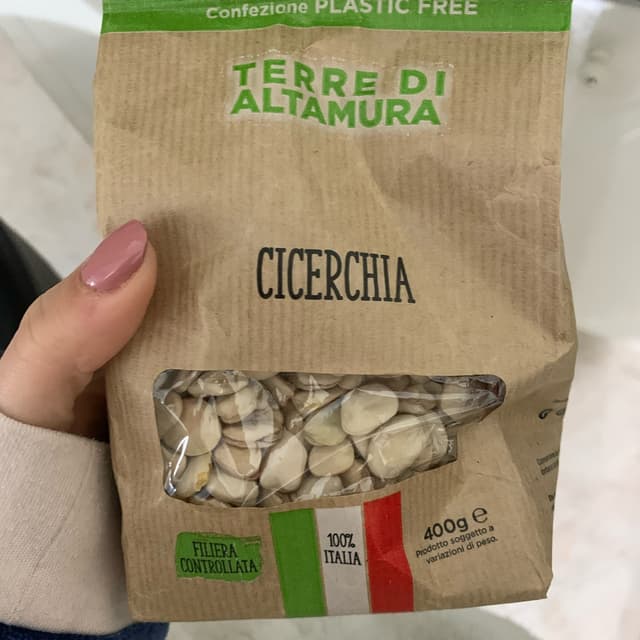 Confezione PLASTIC FREE
TERRE DI
ALTAMURA
CICERCHIA
FILIERA
CONTROLLATA
100%
ITALIA
400g e
Prodotto soggetto a
variazioni di peso.